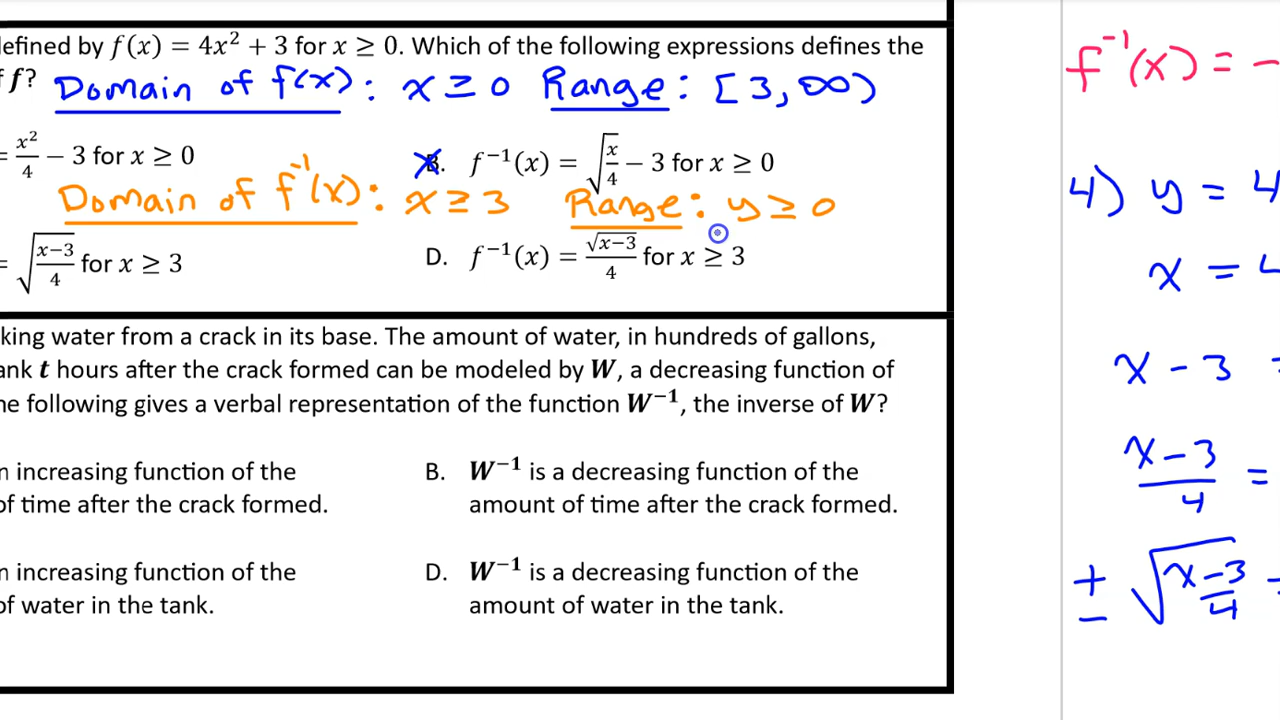 efined by f(x) = 4x² + 3 for x ≥ 0. Which of the following expressions defines the
f f?
Domain of f(x): x ≥ 0 Range: [3, ∞)
= x²/4 − 3 for x ≥ 0
B. f⁻¹(x) = √(x/4) − 3 for x ≥ 0
Domain of f⁻¹(x): x ≥ 3 Range: y ≥ 0
= √((x−3)/4) for x ≥ 3
D. f⁻¹(x) = √(x−3)/4 for x ≥ 3
king water from a crack in its base. The amount of water, in hundreds of gallons,
ank t hours after the crack formed can be modeled by W, a decreasing function of
he following gives a verbal representation of the function W⁻¹, the inverse of W?
n increasing function of the
of time after the crack formed.
B. W⁻¹ is a decreasing function of the
amount of time after the crack formed.
n increasing function of the
of water in the tank.
D. W⁻¹ is a decreasing function of the
amount of water in the tank.
f⁻¹(x) = −
4) y = 4
x = 4
x − 3
(x−3)/4 =
± √((x−3)/4)